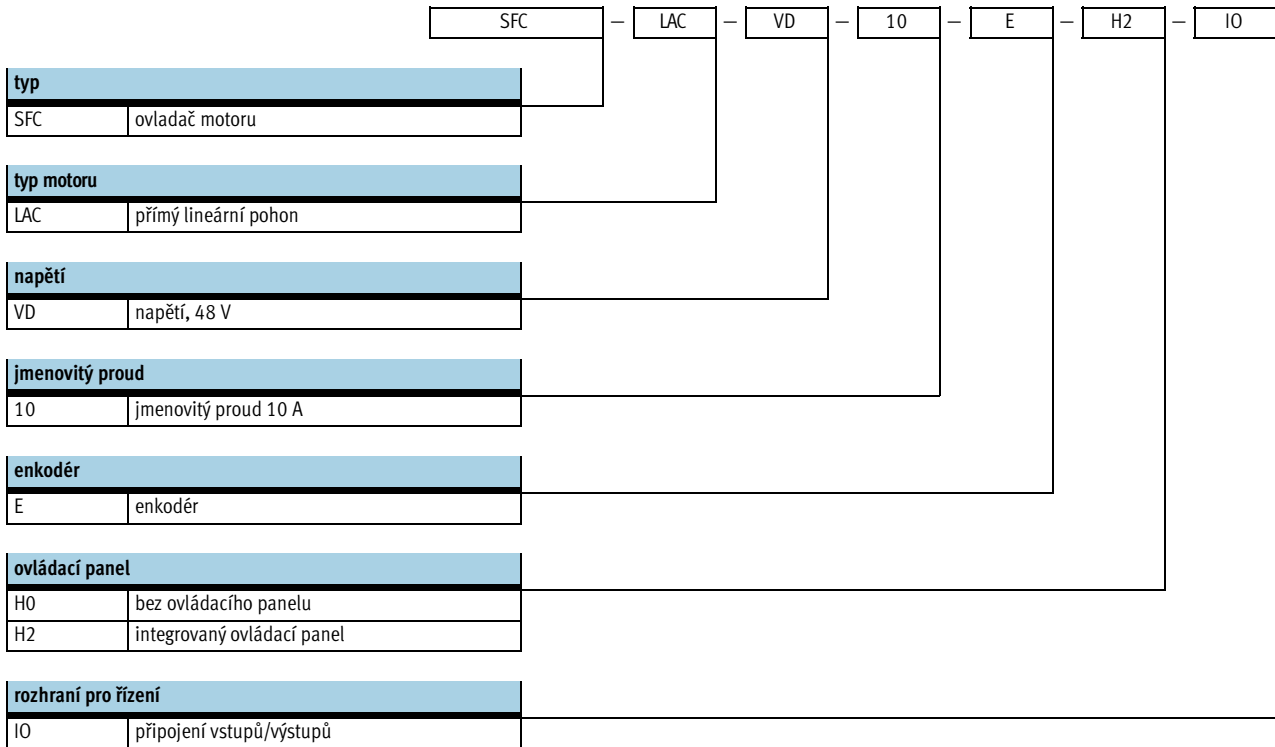 SFC – LAC – VD – 10 – E – H2 – IO
typ
SFC ovladač motoru
typ motoru
LAC přímý lineární pohon
napětí
VD napětí, 48 V
jmenovitý proud
10 jmenovitý proud 10 A
enkodér
E enkodér
ovládací panel
H0 bez ovládacího panelu
H2 integrovaný ovládací panel
rozhraní pro řízení
IO připojení vstupů/výstupů